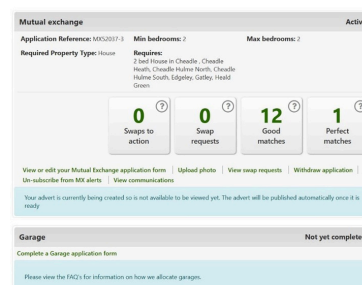 Mutual exchange Activ
Application Reference: MX52037-3 Min bedrooms: 2 Max bedrooms: 2
Required Property Type: House Requires:
2 bed House in Cheadle , Cheadle
Heath, Cheadle Hulme North, Cheadle
Hulme South, Edgeley, Gatley, Heald
Green
0 ? 0 ? 12 ? 1 (?
Swaps to Swap Good Perfect
action requests matches matches
View or edit your Mutual Exchange application form | Upload photo | View swap requests | Withdraw application |
Un-subscribe from MX alerts | View communications
Your advert is currently being created so is not available to be viewed yet. The advert will be published automatically once it is
ready
Garage Not yet complete
Complete a Garage application form
Please view the FAQ's for information on how we allocate garages.